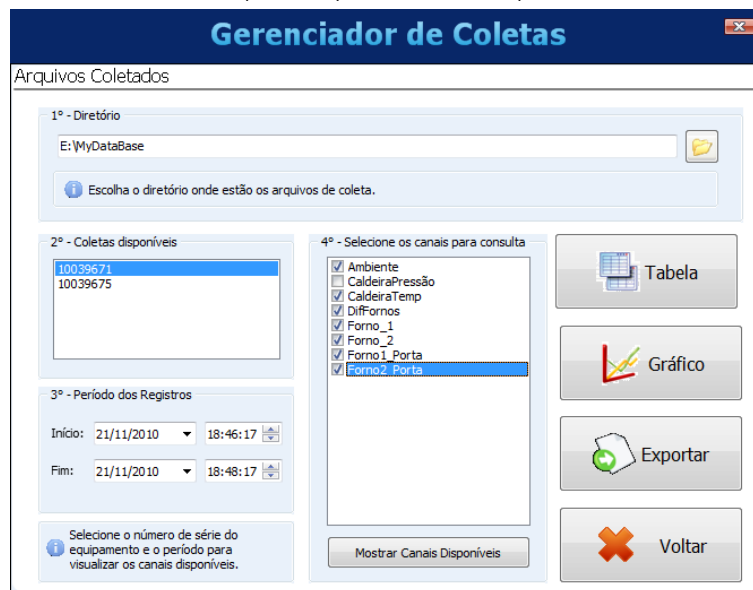 Gerenciador de Coletas
Arquivos Coletados
1º - Diretório
E:\MyDataBase
Escolha o diretório onde estão os arquivos de coleta.
2º - Coletas disponíveis
10039671
10039675
3º - Período dos Registros
Início: 21/11/2010 18:46:17
Fim: 21/11/2010 18:48:17
Selecione o número de série do
equipamento e o período para
visualizar os canais disponíveis.
4º - Selecione os canais para consulta
Ambiente
CaldeiraPressão
CaldeiraTemp
DifFornos
Forno_1
Forno_2
Forno1_Porta
Forno2_Porta
Mostrar Canais Disponíveis
Tabela
Gráfico
Exportar
Voltar